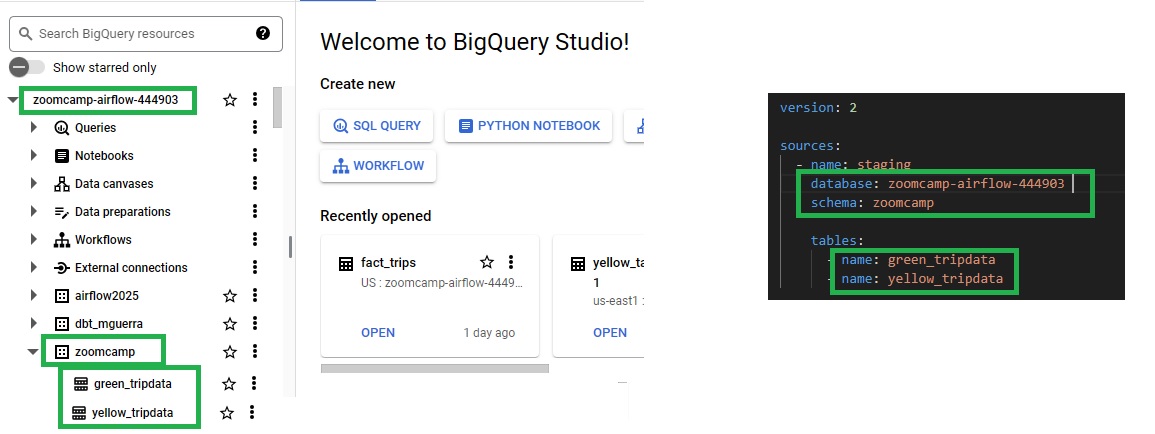 Search BigQuery resources
Show starred only
zoomcamp-airflow-444903
Queries
Notebooks
Data canvases
Data preparations
Workflows
External connections
airflow2025
dbt_mguerra
zoomcamp
green_tripdata
yellow_tripdata
Welcome to BigQuery Studio!
Create new
SQL QUERY
PYTHON NOTEBOOK
WORKFLOW
Recently opened
fact_trips
US : zoomcamp-airflow-4449...
OPEN
1 day ago
yellow_ta
1
us-east1 :
OPEN
version: 2
sources:
- name: staging
database: zoomcamp-airflow-444903
schema: zoomcamp
tables:
- name: green_tripdata
- name: yellow_tripdata